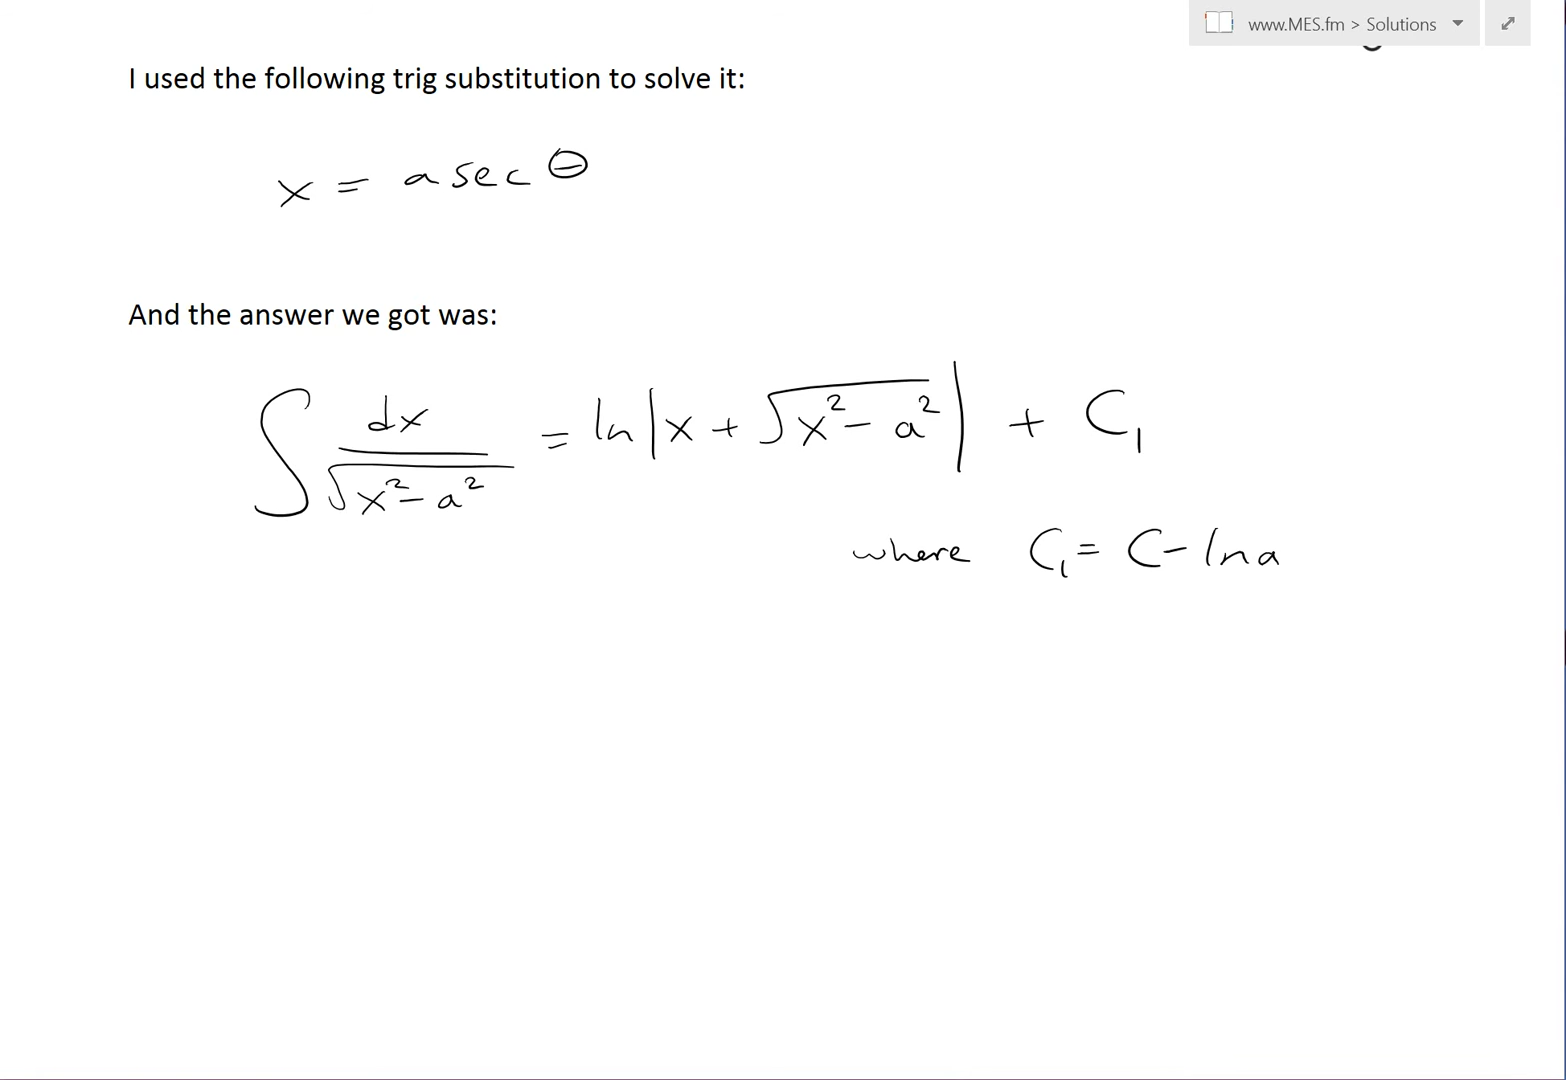 www.MES.fm > Solutions
I used the following trig substitution to solve it:
x = a sec θ
And the answer we got was:
∫ dx / √(x² − a²) = ln|x + √(x² − a²)| + C₁
where C₁ = C − ln a